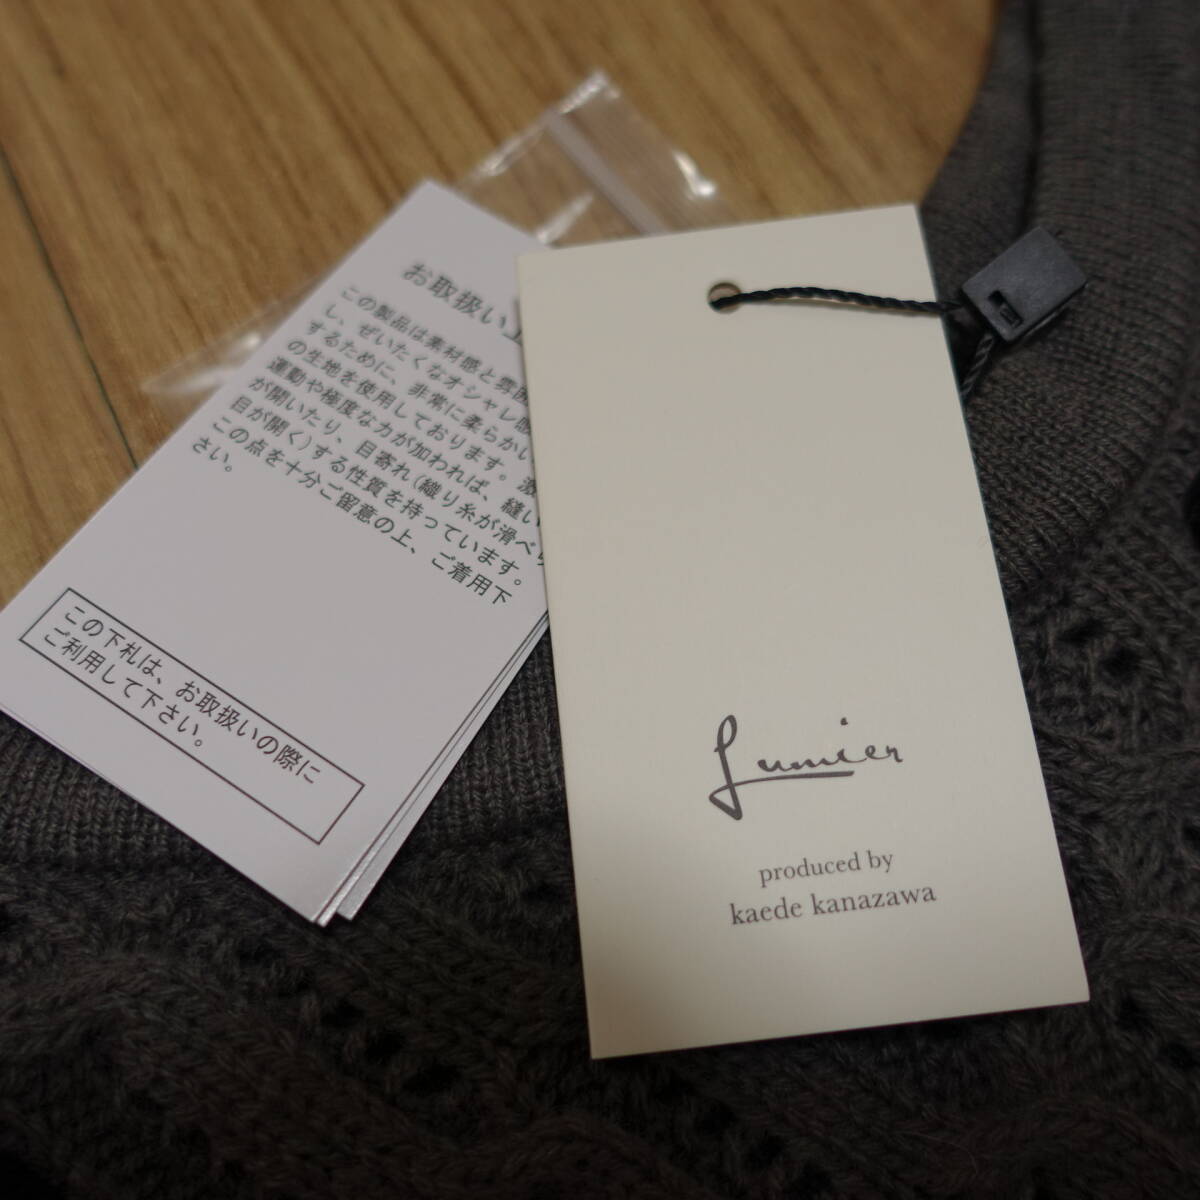 お取扱い
この製品は素材感と雰囲
し、ぜいたくなオシャレ感
するために、非常に柔らかい
の生地を使用しております。激
運動や極度な力が加われば、縫い
が開いたり、目寄れ(織り糸が滑べり
目が開く)する性質を持っています。
この点を十分ご留意の上、ご着用下
さい。
この下札は、お取扱いの際に
ご利用して下さい。
Lumier
produced by
kaede kanazawa